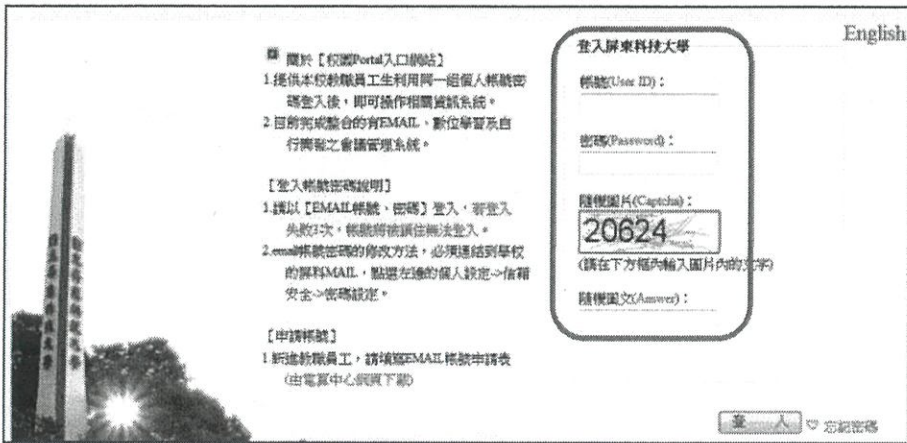 English
關於【校園Portal入口網站】
1.提供本校教職員工生利用同一組個人帳號密
碼登入後，即可操作相關資訊系統。
2.目前完成整合的有EMAIL、數位學習及自
行開發之會議管理系統。
［登入帳號密碼說明］
1.請以［EMAIL帳號、密碼］登入，若登入
失敗3次，帳號將被鎖住無法登入。
2.email帳號密碼的修改方法，必須連結到學校
的屏科MAIL，點選左邊的個人設定->信箱
安全->密碼設定。
［申請帳號］
1.新進教職員工，請填寫EMAIL帳號申請表
(由電算中心網頁下載)
登入屏東科技大學
帳號(User ID)：
密碼(Password)：
隨機圖片(Captcha)：
20624
(請在下方框內輸入圖片內的文字)
隨機圖文(Answer)：
登 入
忘記密碼